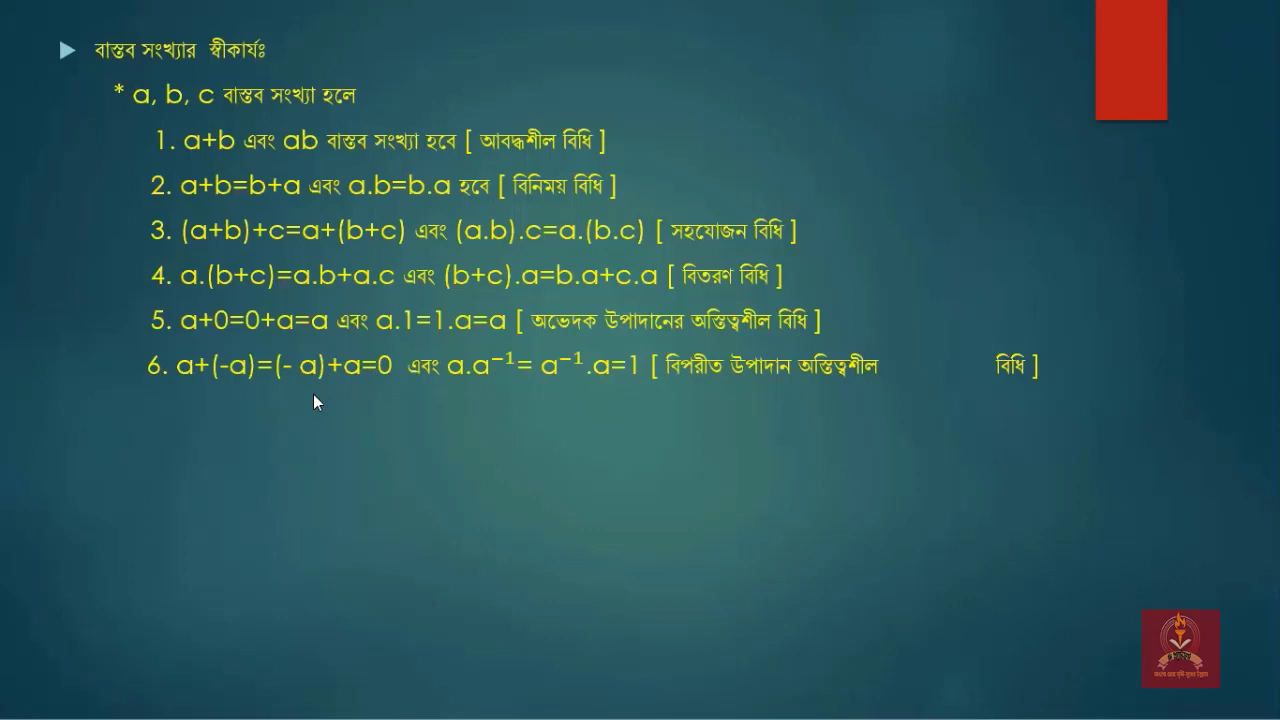 বাস্তব সংখ্যার স্বীকার্যঃ
* a, b, c বাস্তব সংখ্যা হলে
1. a+b এবং ab বাস্তব সংখ্যা হবে [ আবদ্ধশীল বিধি ]
2. a+b=b+a এবং a.b=b.a হবে [ বিনিময় বিধি ]
3. (a+b)+c=a+(b+c) এবং (a.b).c=a.(b.c) [ সহযোজন বিধি ]
4. a.(b+c)=a.b+a.c এবং (b+c).a=b.a+c.a [ বিতরণ বিধি ]
5. a+0=0+a=a এবং a.1=1.a=a [ অভেদক উপাদানের অস্তিত্বশীল বিধি ]
6. a+(-a)=(- a)+a=0 এবং a.a⁻¹= a⁻¹.a=1 [ বিপরীত উপাদান অস্তিত্বশীল বিধি ]